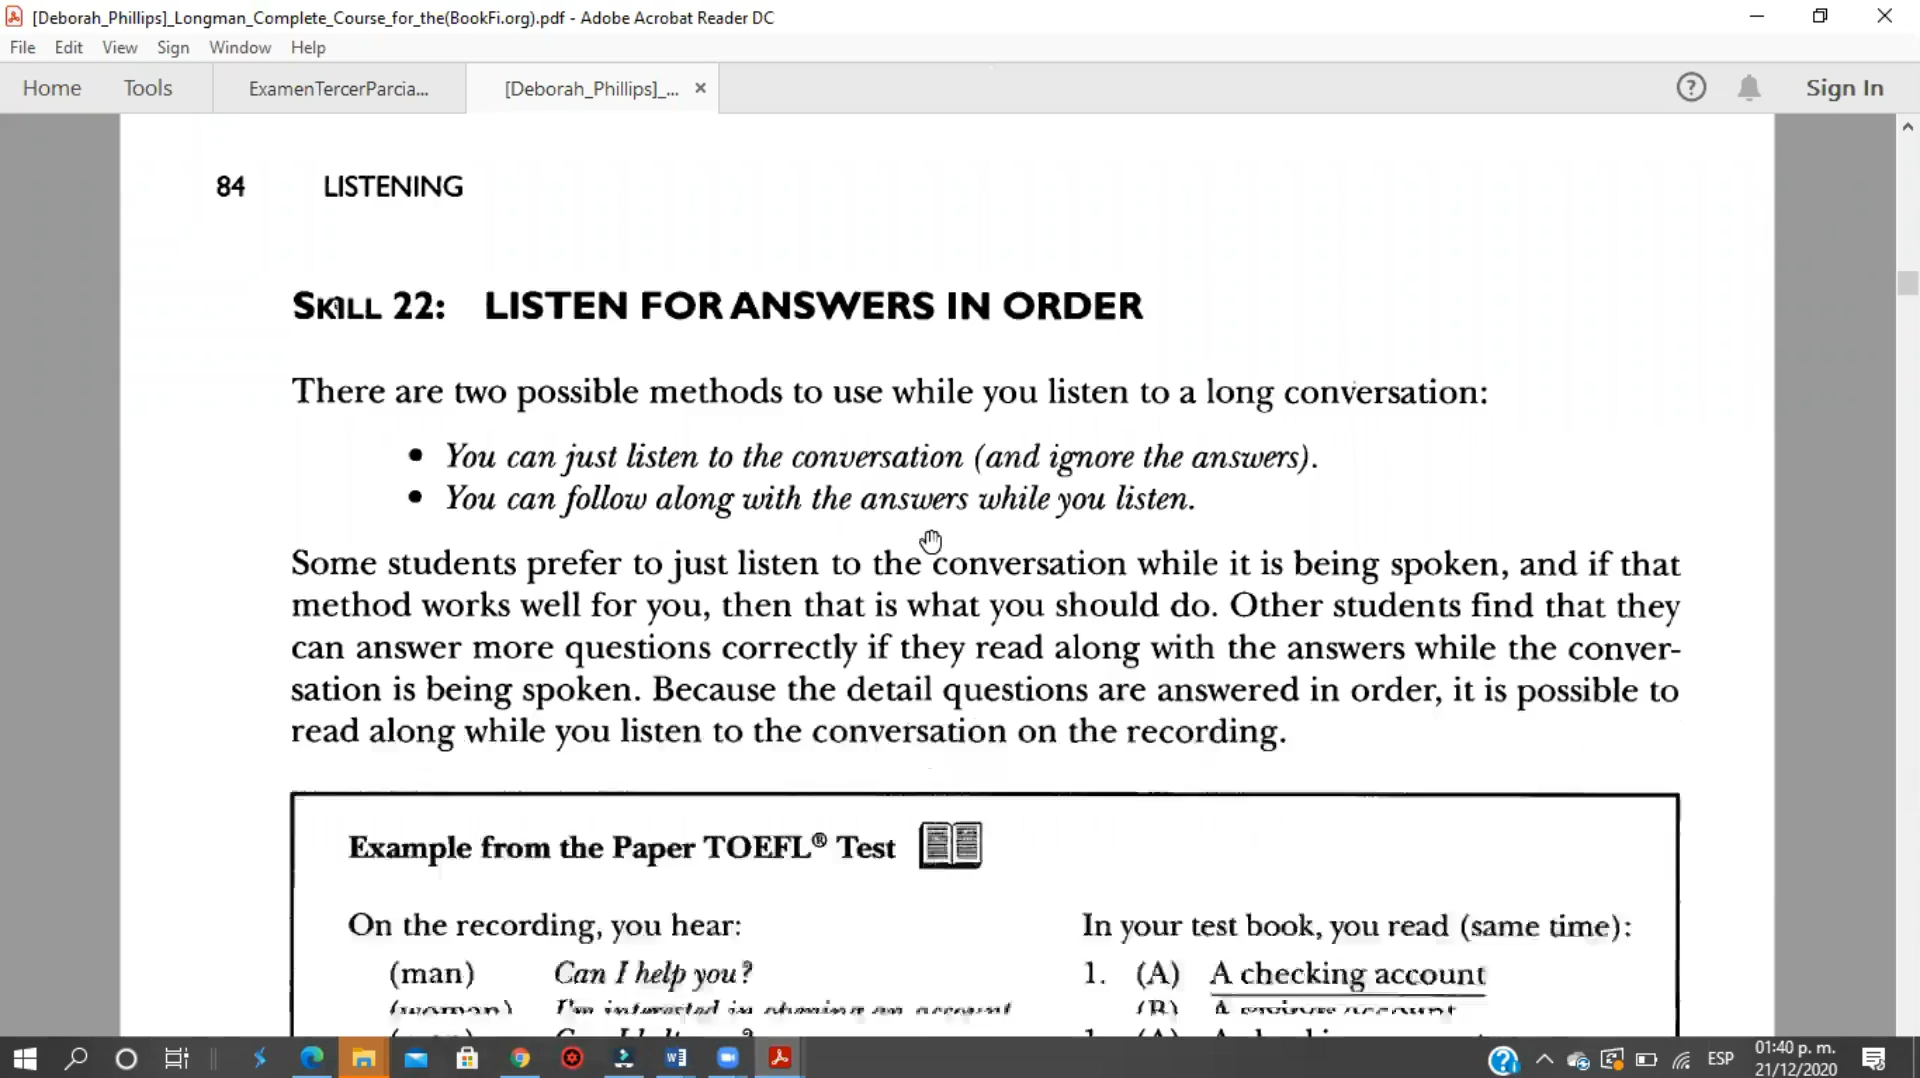 [Deborah_Phillips]_Longman_Complete_Course_for_the(BookFi.org).pdf - Adobe Acrobat Reader DC
File Edit View Sign Window Help
Home Tools ExamenTercerParcia... [Deborah_Phillips]_... × Sign In
84 LISTENING
SKILL 22: LISTEN FOR ANSWERS IN ORDER
There are two possible methods to use while you listen to a long conversation:
• You can just listen to the conversation (and ignore the answers).
• You can follow along with the answers while you listen.
Some students prefer to just listen to the conversation while it is being spoken, and if that
method works well for you, then that is what you should do. Other students find that they
can answer more questions correctly if they read along with the answers while the conver-
sation is being spoken. Because the detail questions are answered in order, it is possible to
read along while you listen to the conversation on the recording.
Example from the Paper TOEFL® Test
On the recording, you hear: In your test book, you read (same time):
(man) Can I help you? 1. (A) A checking account
(woman) I'm interested in opening an account (B)
ESP
01:40 p. m.
21/12/2020